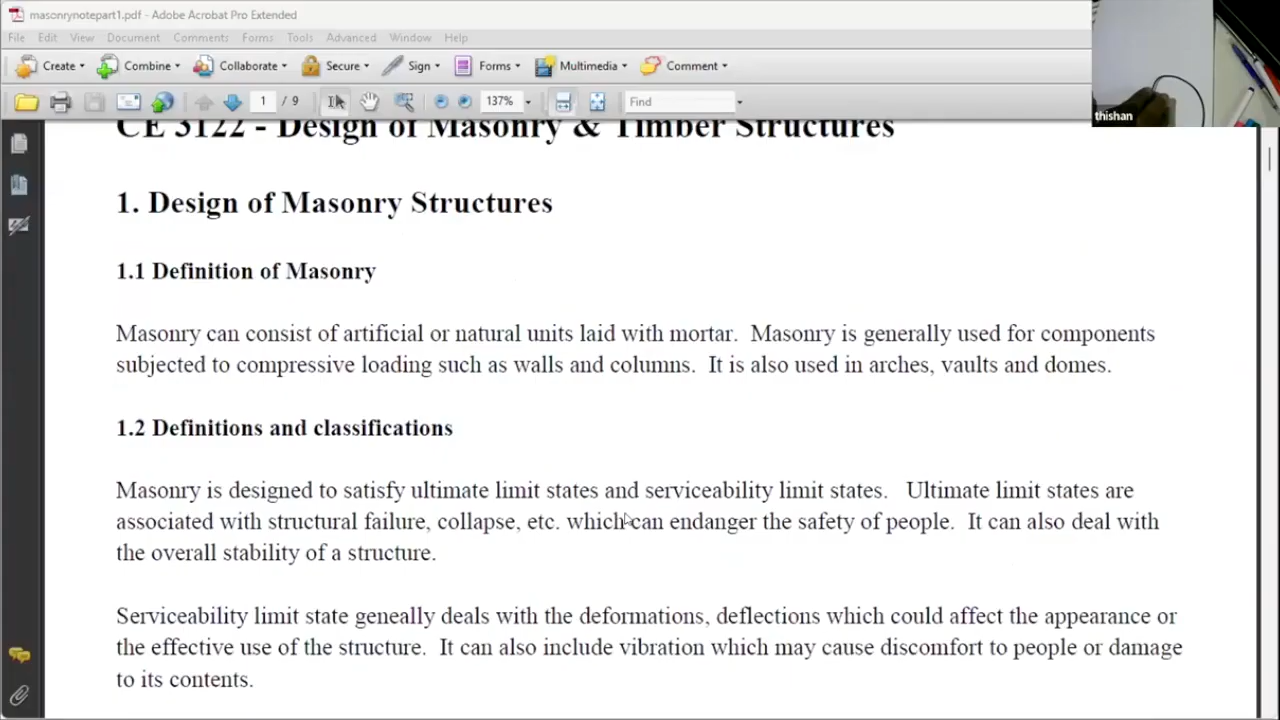 masonrynotepart1.pdf - Adobe Acrobat Pro Extended
File Edit View Document Comments Forms Tools Advanced Window Help
Create Combine Collaborate Secure Sign Forms Multimedia Comment
1 / 9 137% Find
thishan
CE 3122 - Design of Masonry & Timber Structures
1. Design of Masonry Structures
1.1 Definition of Masonry
Masonry can consist of artificial or natural units laid with mortar. Masonry is generally used for components
subjected to compressive loading such as walls and columns. It is also used in arches, vaults and domes.
1.2 Definitions and classifications
Masonry is designed to satisfy ultimate limit states and serviceability limit states. Ultimate limit states are
associated with structural failure, collapse, etc. which can endanger the safety of people. It can also deal with
the overall stability of a structure.
Serviceability limit state geneally deals with the deformations, deflections which could affect the appearance or
the effective use of the structure. It can also include vibration which may cause discomfort to people or damage
to its contents.